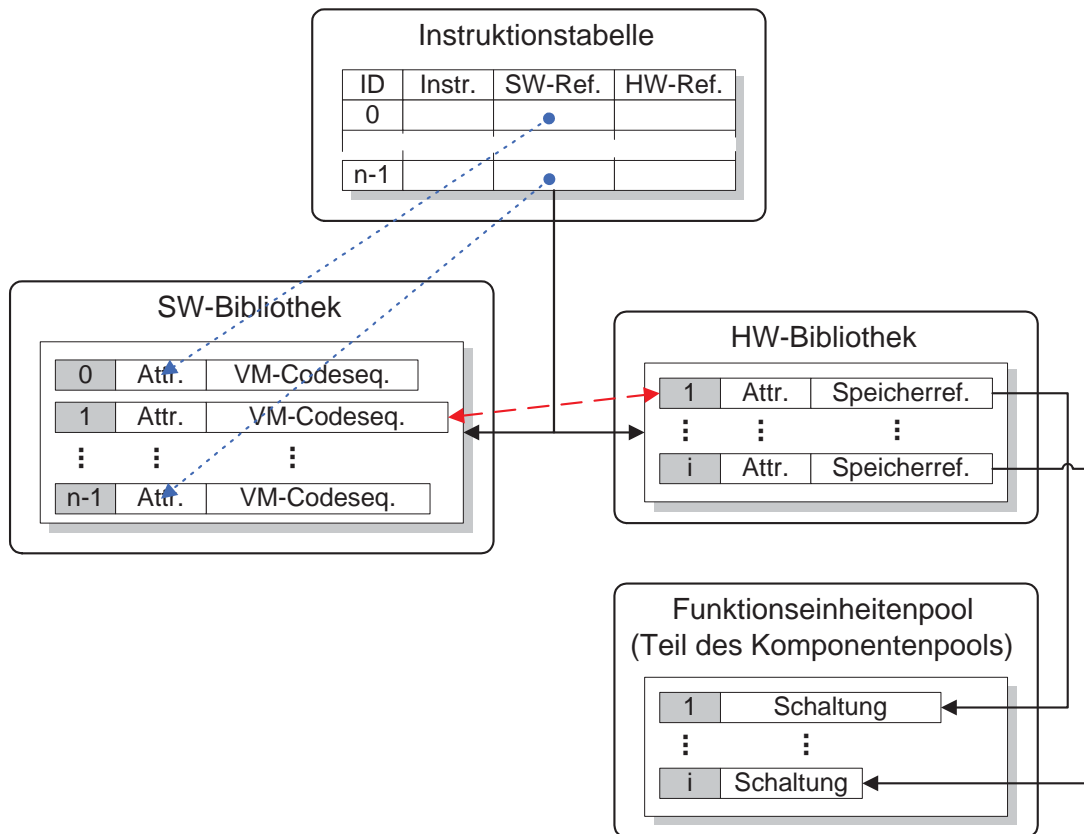 Instruktionstabelle
ID Instr. SW-Ref. HW-Ref.
0
n-1
SW-Bibliothek
0 Attr. VM-Codeseq.
1 Attr. VM-Codeseq.
n-1 Attr. VM-Codeseq.
HW-Bibliothek
1 Attr. Speicherref.
i Attr. Speicherref.
Funktionseinheitenpool
(Teil des Komponentenpools)
1 Schaltung
i Schaltung